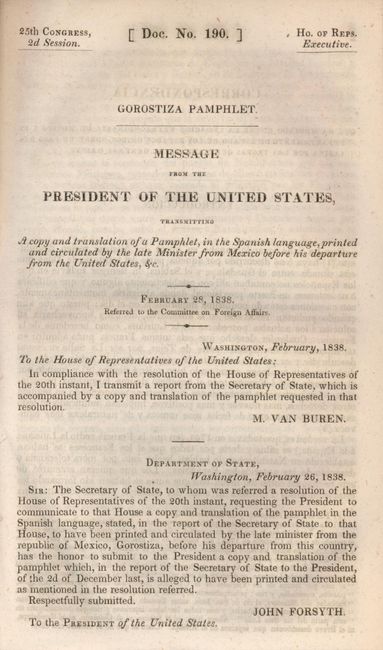 25th Congress, [ Doc. No. 190. ] Ho. of Reps.
2d Session. Executive.
GOROSTIZA PAMPHLET.
MESSAGE
FROM THE
PRESIDENT OF THE UNITED STATES,
TRANSMITTING
A copy and translation of a Pamphlet, in the Spanish language, printed
and circulated by the late Minister from Mexico before his departure
from the United States, &c.
February 28, 1838.
Referred to the Committee on Foreign Affairs.
Washington, February, 1838.
To the House of Representatives of the United States:
In compliance with the resolution of the House of Representatives of
the 20th instant, I transmit a report from the Secretary of State, which is
accompanied by a copy and translation of the pamphlet requested in that
resolution.
M. VAN BUREN.
Department of State,
Washington, February 26, 1838.
Sir: The Secretary of State, to whom was referred a resolution of the
House of Representatives of the 20th instant, requesting the President to
communicate to that House a copy and translation of the pamphlet in the
Spanish language, stated, in the report of the Secretary of State to that
House, to have been printed and circulated by the late minister from the
republic of Mexico, Gorostiza, before his departure from this country,
has the honor to submit to the President a copy and translation of the
pamphlet which, in the report of the Secretary of State to the President,
of the 2d of December last, is alleged to have been printed and circulated
as mentioned in the resolution referred.
Respectfully submitted.
JOHN FORSYTH.
To the President of the United States.